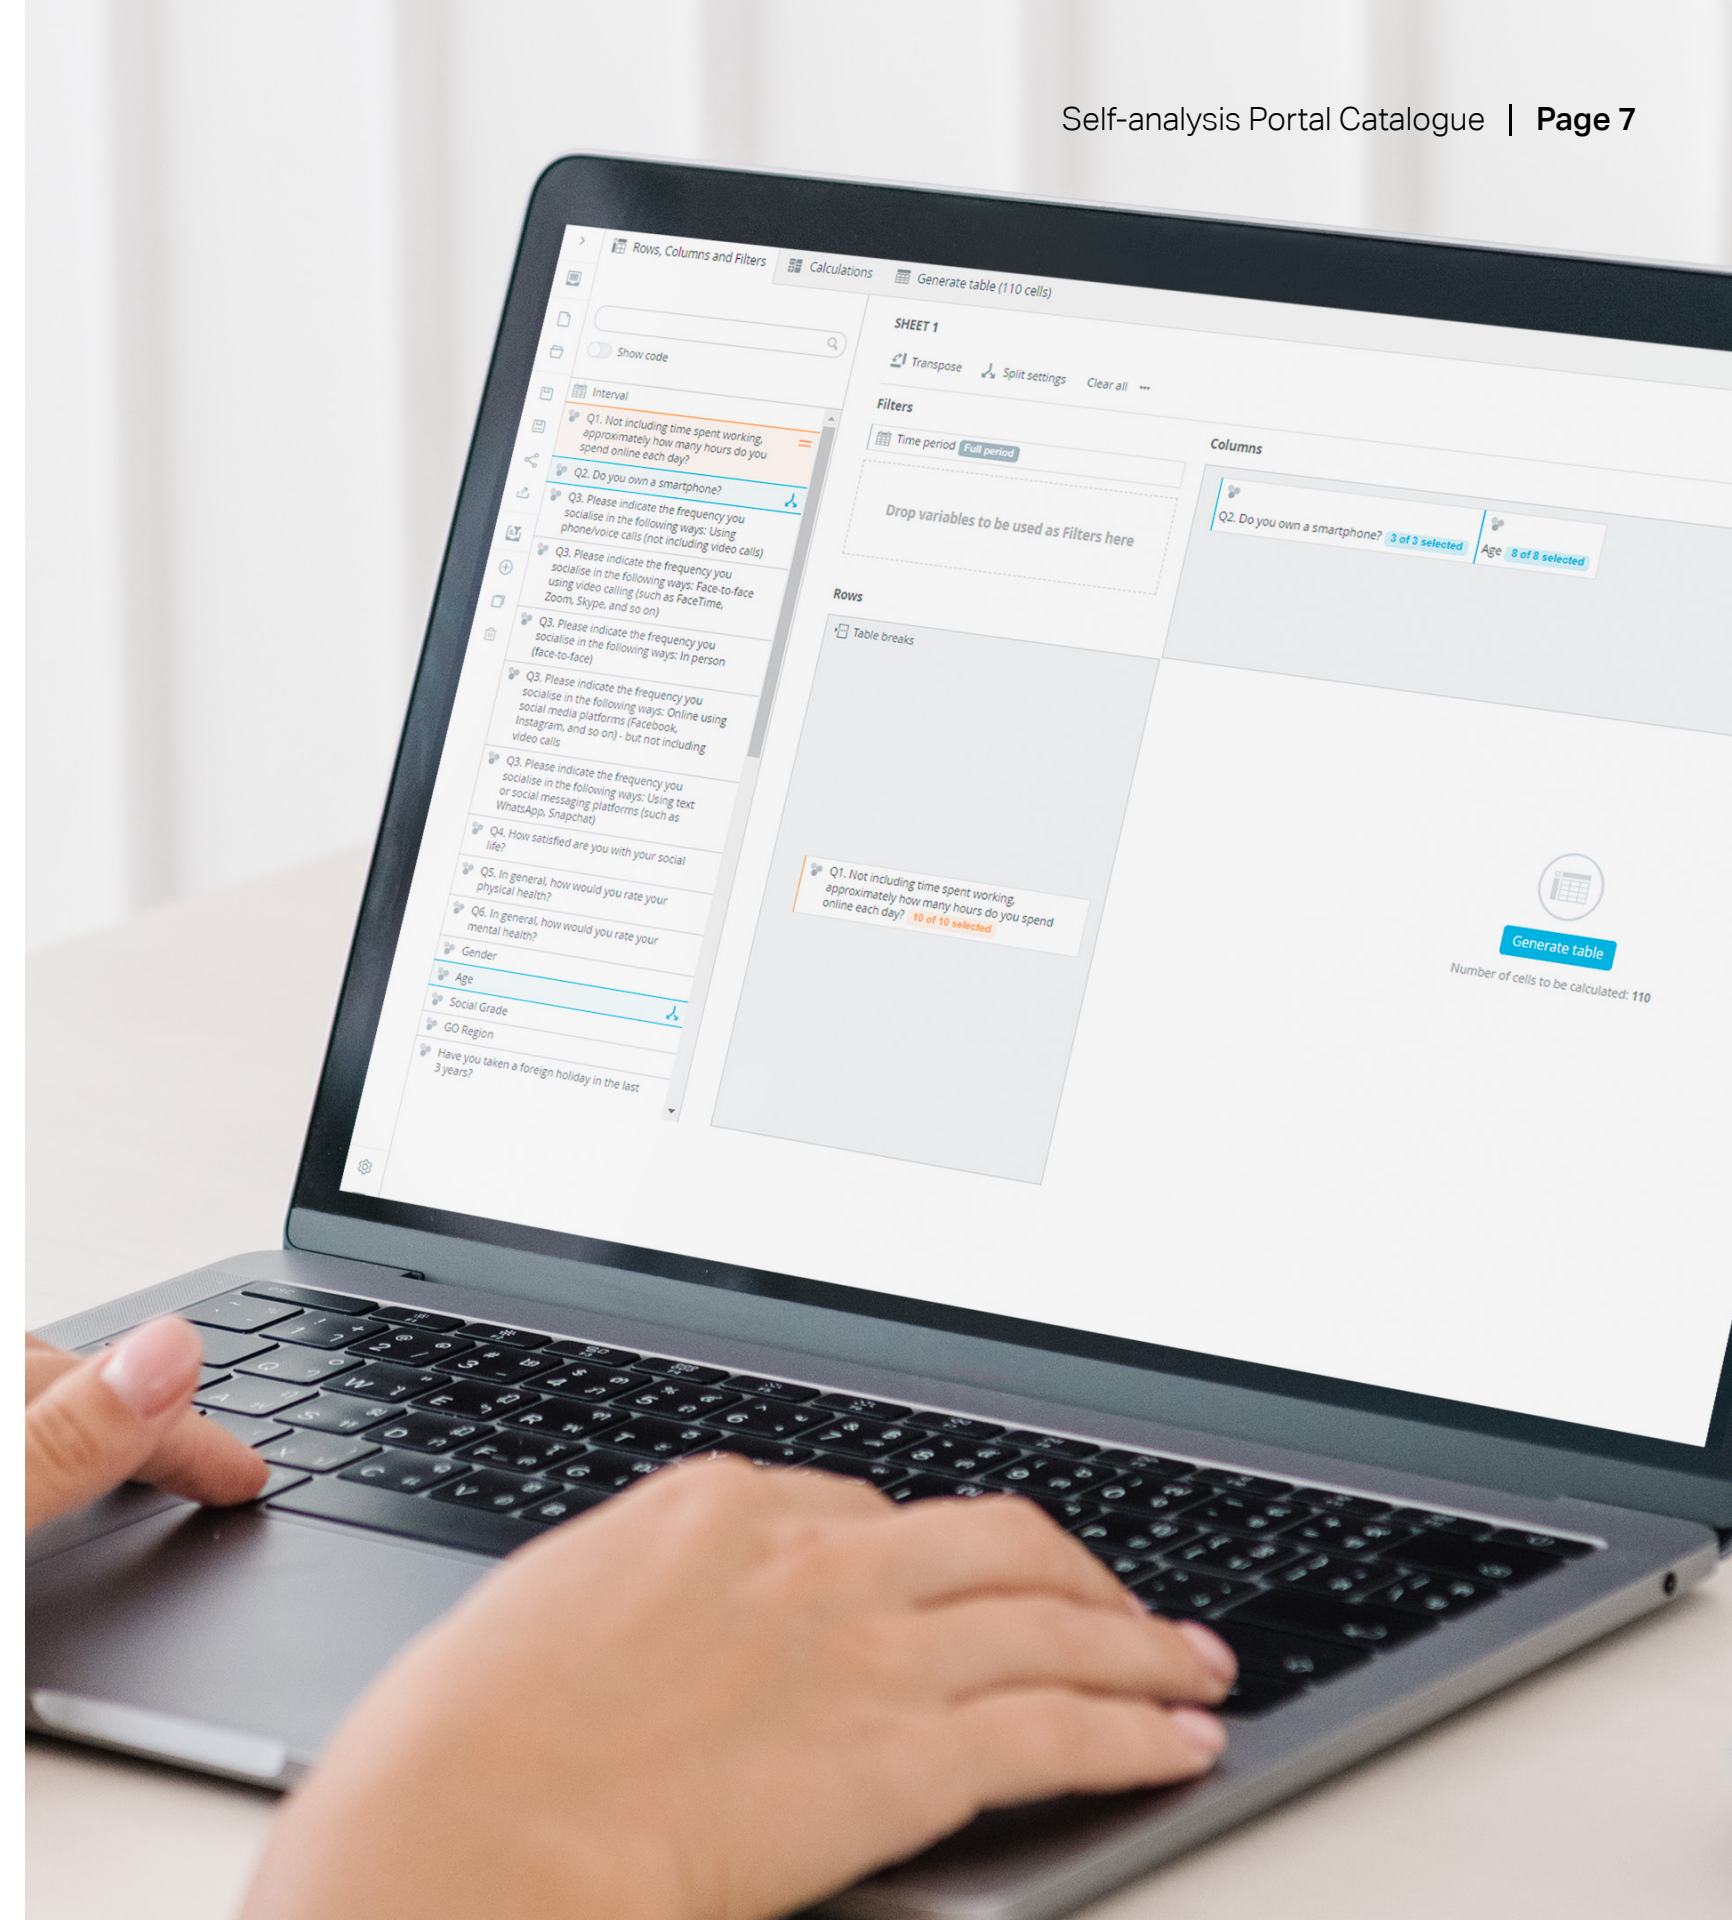 Self-analysis Portal Catalogue | Page 7
Rows, Columns and Filters
Calculations
Generate table (110 cells)
Show code
Interval
Q1. Not including time spent working,
approximately how many hours do you
spend online each day?
Q2. Do you own a smartphone?
Q3. Please indicate the frequency you
socialise in the following ways: Using
phone/voice calls (not including video calls)
Q3. Please indicate the frequency you
socialise in the following ways: Face-to-face
using video calling (such as FaceTime,
Zoom, Skype, and so on)
Q3. Please indicate the frequency you
socialise in the following ways: In person
(face-to-face)
Q3. Please indicate the frequency you
socialise in the following ways: Online using
social media platforms (Facebook,
Instagram, and so on) - but not including
video calls
Q3. Please indicate the frequency you
socialise in the following ways: Using text
or social messaging platforms (such as
WhatsApp, Snapchat)
Q4. How satisfied are you with your social
life?
Q5. In general, how would you rate your
physical health?
Q6. In general, how would you rate your
mental health?
Gender
Age
Social Grade
GO Region
Have you taken a foreign holiday in the last
3 years?
SHEET 1
Transpose
Split settings
Clear all
Filters
Time period Full period
Drop variables to be used as Filters here
Columns
Q2. Do you own a smartphone? 3 of 3 selected
Age 8 of 8 selected
Rows
Table breaks
Q1. Not including time spent working,
approximately how many hours do you spend
online each day? 10 of 10 selected
Generate table
Number of cells to be calculated: 110